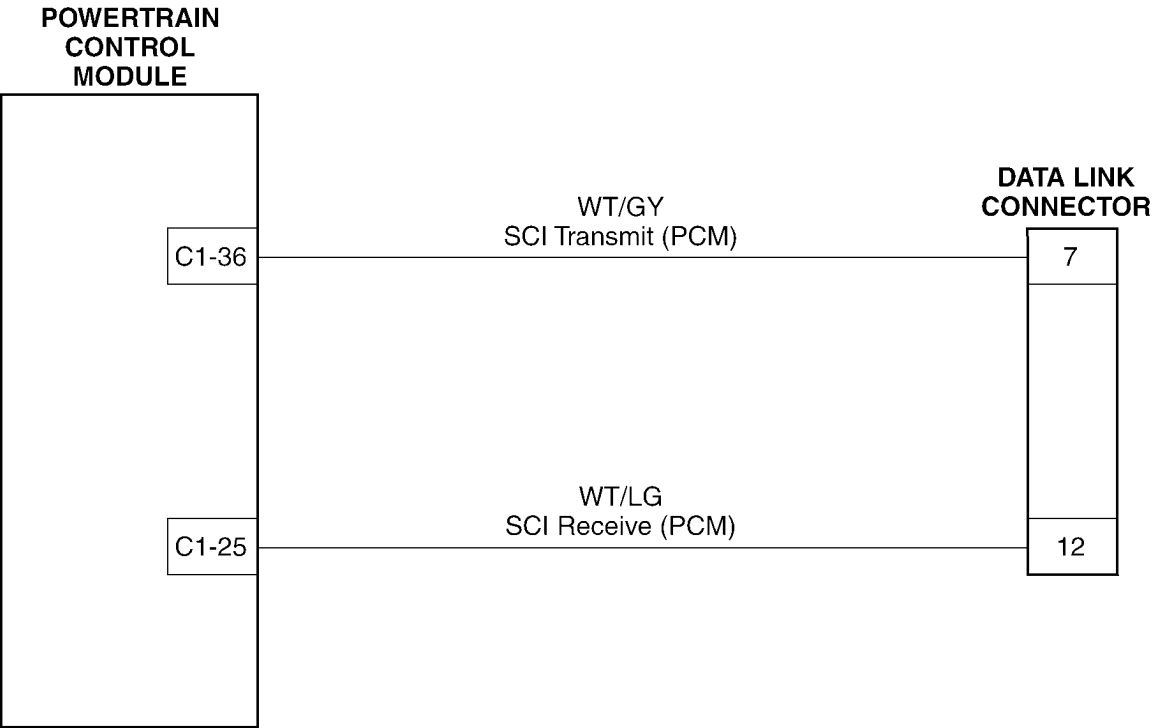 POWERTRAIN
CONTROL
MODULE
DATA LINK
CONNECTOR
WT/GY
SCI Transmit (PCM)
C1-36
7
WT/LG
SCI Receive (PCM)
C1-25
12